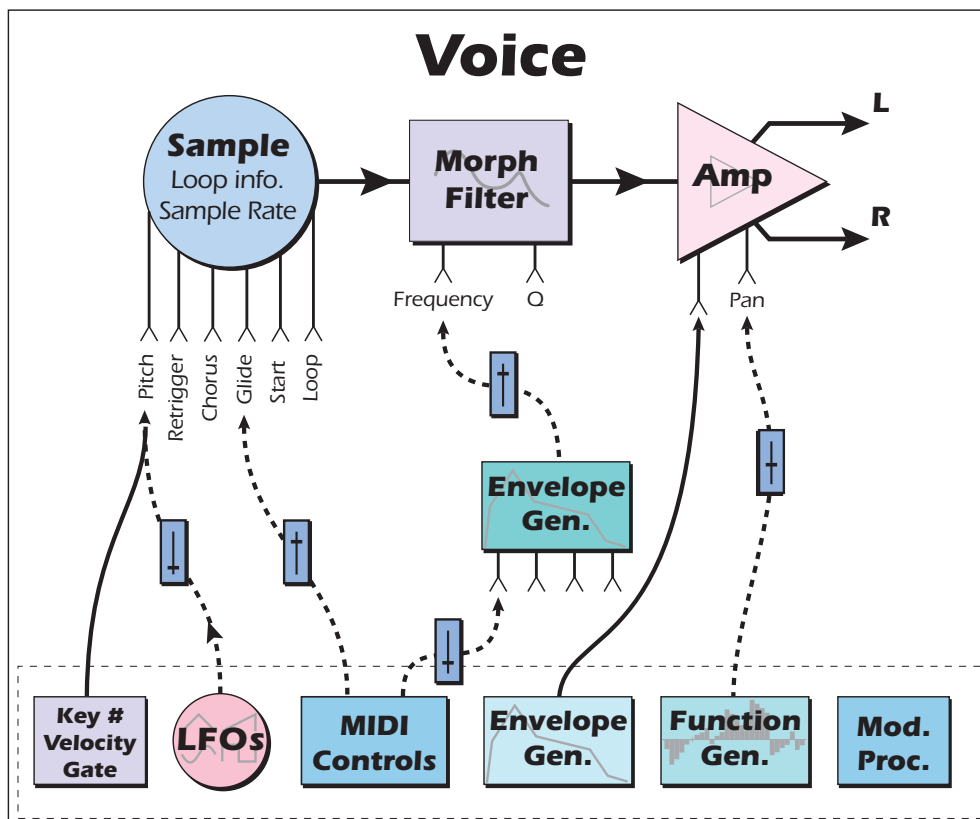 Voice
Sample
Loop info.
Sample Rate
Morph
Filter
Amp
L
R
Frequency
Q
Pan
Pitch
Retrigger
Chorus
Glide
Start
Loop
Envelope
Gen.
Key #
Velocity
Gate
LFOs
MIDI
Controls
Envelope
Gen.
Function
Gen.
Mod.
Proc.